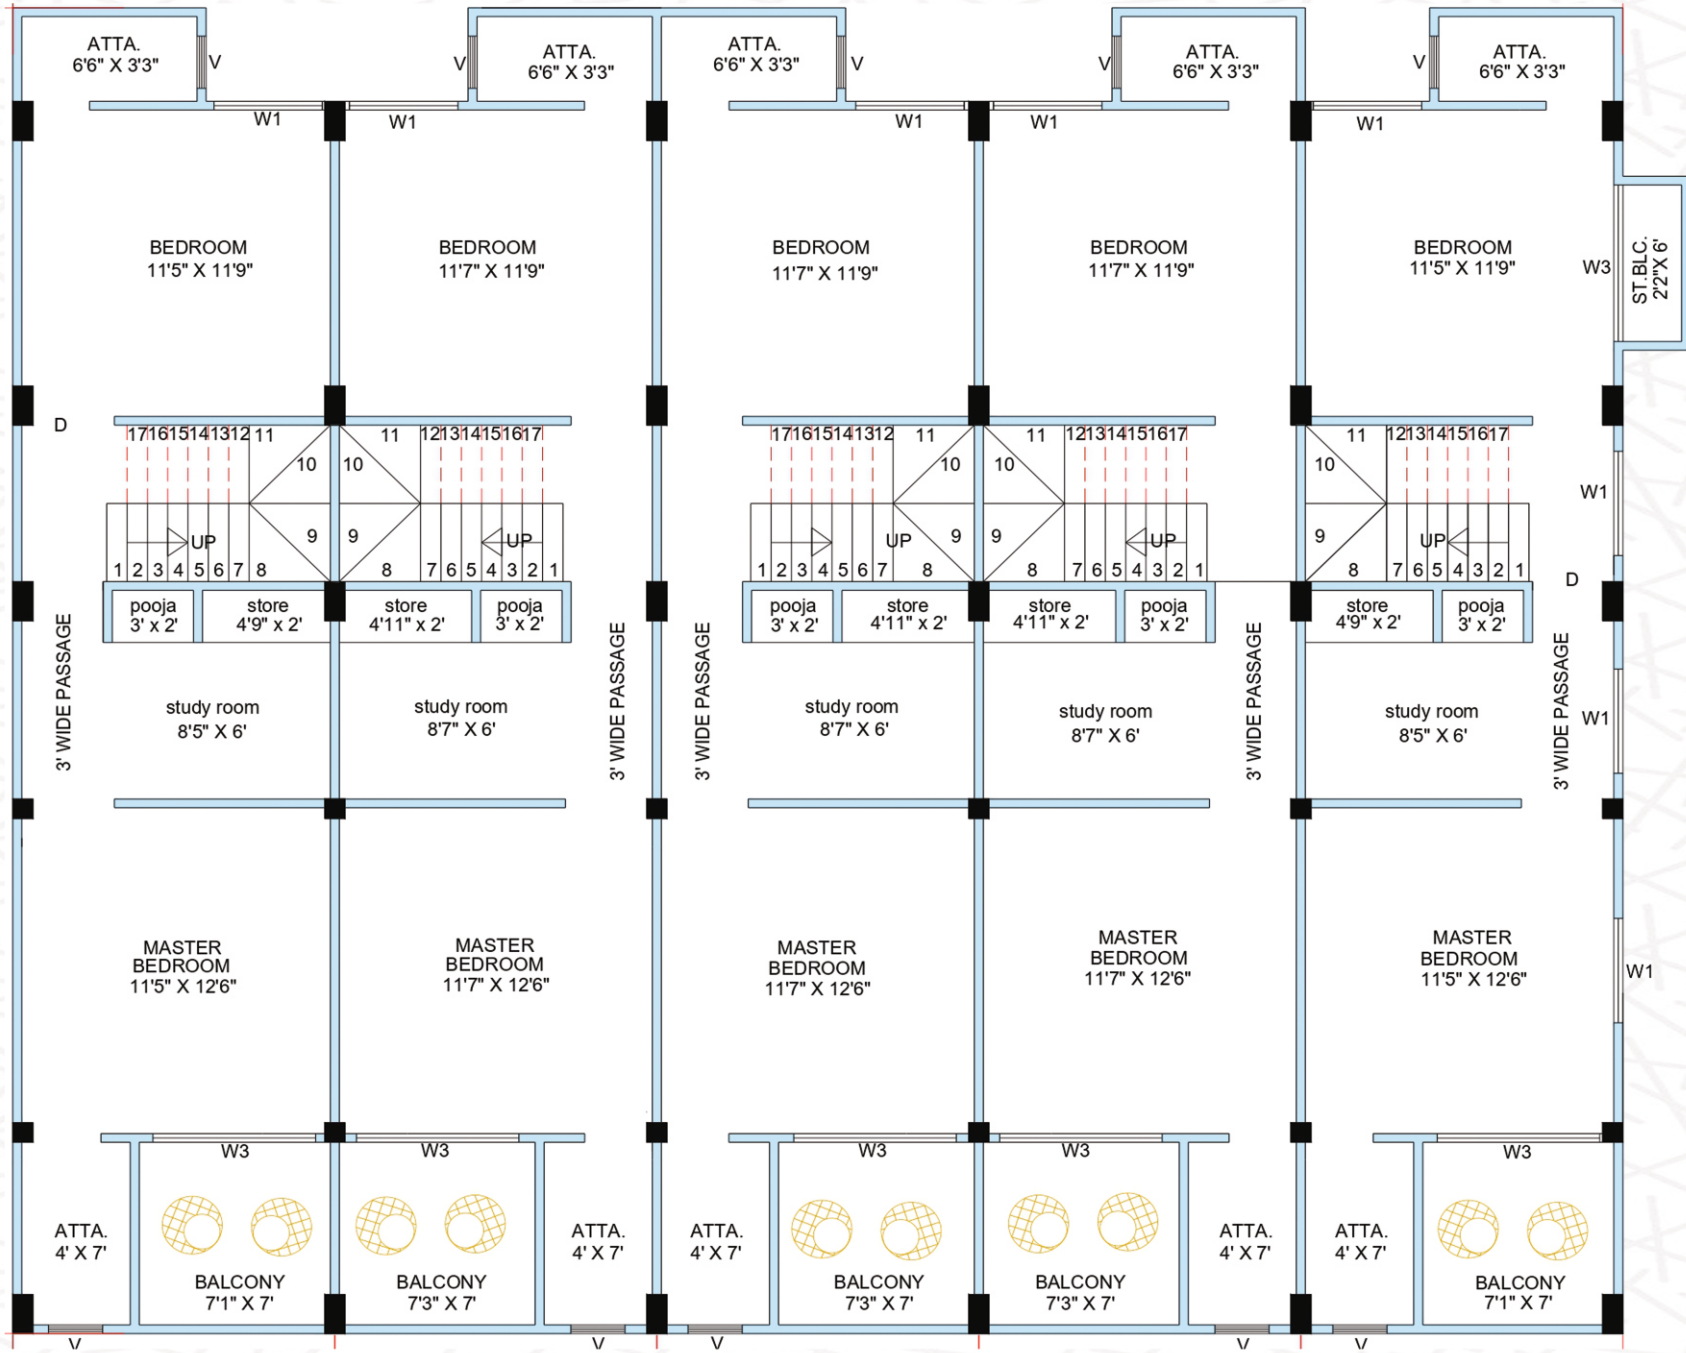 ATTA.
6'6" X 3'3"
V
V
ATTA.
6'6" X 3'3"
ATTA.
6'6" X 3'3"
V
V
ATTA.
6'6" X 3'3"
V
ATTA.
6'6" X 3'3"
W1
W1
W1
W1
W1
BEDROOM
11'5" X 11'9"
BEDROOM
11'7" X 11'9"
BEDROOM
11'7" X 11'9"
BEDROOM
11'7" X 11'9"
BEDROOM
11'5" X 11'9"
W3
ST.BLC.
2'2"X 6'
D
17 16 15 14 13 12 11
11 12 13 14 15 16 17
17 16 15 14 13 12 11
11 12 13 14 15 16 17
11 12 13 14 15 16 17
10
10
10
10
10
W1
9
9
9
9
9
UP
UP
UP
UP
UP
1 2 3 4 5 6 7 8
8 7 6 5 4 3 2 1
1 2 3 4 5 6 7 8
8 7 6 5 4 3 2 1
8 7 6 5 4 3 2 1
D
pooja
3' x 2'
store
4'9" x 2'
store
4'11" x 2'
pooja
3' x 2'
pooja
3' x 2'
store
4'11" x 2'
store
4'11" x 2'
pooja
3' x 2'
store
4'9" x 2'
pooja
3' x 2'
3' WIDE PASSAGE
study room
8'5" X 6'
study room
8'7" X 6'
3' WIDE PASSAGE
3' WIDE PASSAGE
study room
8'7" X 6'
study room
8'7" X 6'
3' WIDE PASSAGE
study room
8'5" X 6'
3' WIDE PASSAGE
W1
MASTER
BEDROOM
11'5" X 12'6"
MASTER
BEDROOM
11'7" X 12'6"
MASTER
BEDROOM
11'7" X 12'6"
MASTER
BEDROOM
11'7" X 12'6"
MASTER
BEDROOM
11'5" X 12'6"
W1
W3
W3
W3
W3
W3
ATTA.
4' X 7'
BALCONY
7'1" X 7'
BALCONY
7'3" X 7'
ATTA.
4' X 7'
ATTA.
4' X 7'
BALCONY
7'3" X 7'
BALCONY
7'3" X 7'
ATTA.
4' X 7'
ATTA.
4' X 7'
BALCONY
7'1" X 7'
V
V
V
V
V